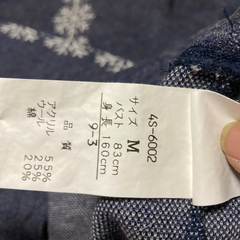 4S-6002
サイズ M
バスト 83cm
身長 160cm
9-3
品質
アクリル 55%
ウール 25%
綿 20%